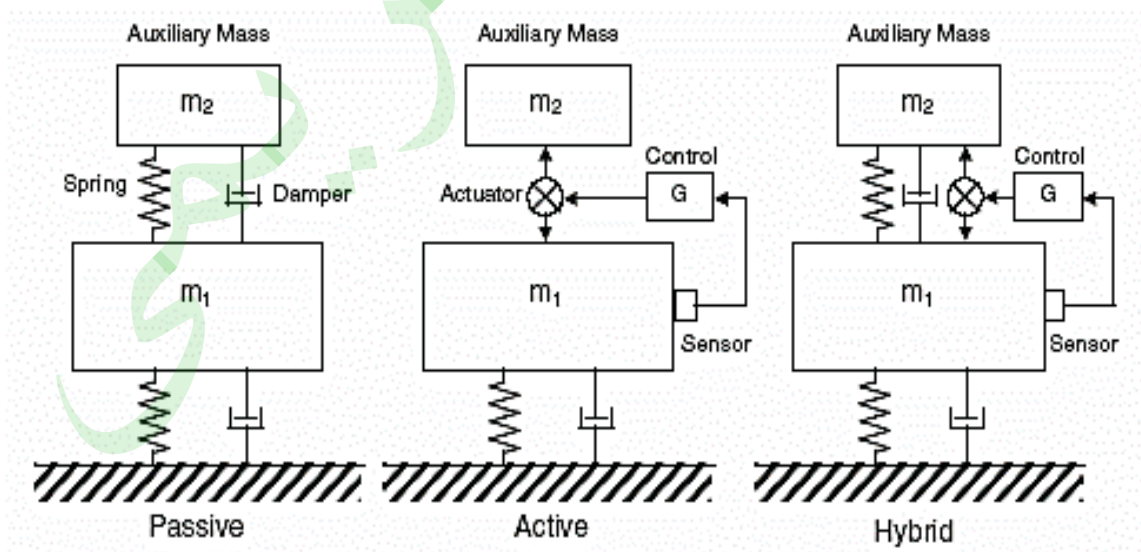 Auxiliary Mass
m2
Spring
Damper
m1
Passive
Auxiliary Mass
m2
Control
Actuator
G
m1
Sensor
Active
Auxiliary Mass
m2
Control
G
m1
Sensor
Hybrid